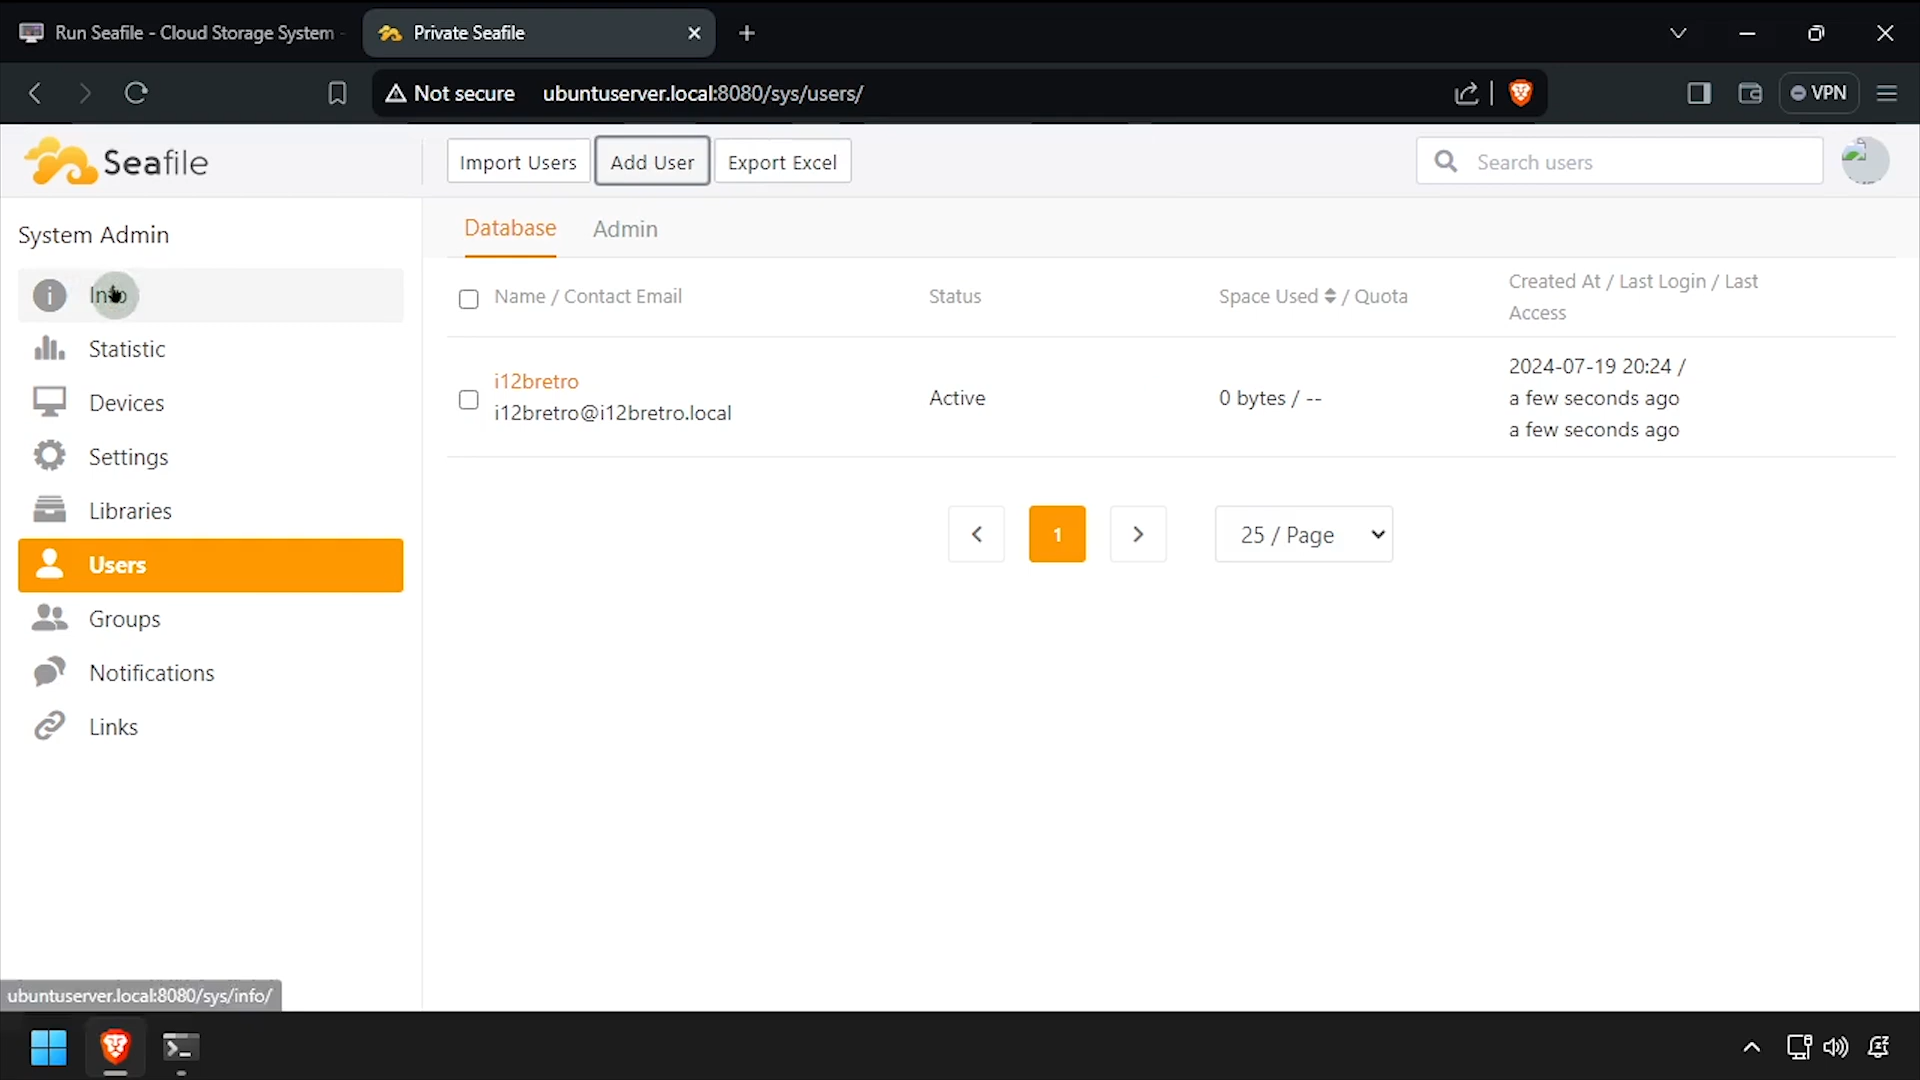 Run Seafile - Cloud Storage System -
Private Seafile
Not secure
ubuntuserver.local:8080/sys/users/
VPN
Seafile
Import Users
Add User
Export Excel
Search users
System Admin
Info
Statistic
Devices
Settings
Libraries
Users
Groups
Notifications
Links
Database
Admin
Name / Contact Email
Status
Space Used / Quota
Created At / Last Login / Last
Access
i12bretro
i12bretro@i12bretro.local
Active
0 bytes / --
2024-07-19 20:24 /
a few seconds ago
a few seconds ago
1
25 / Page
ubuntuserver.local:8080/sys/info/